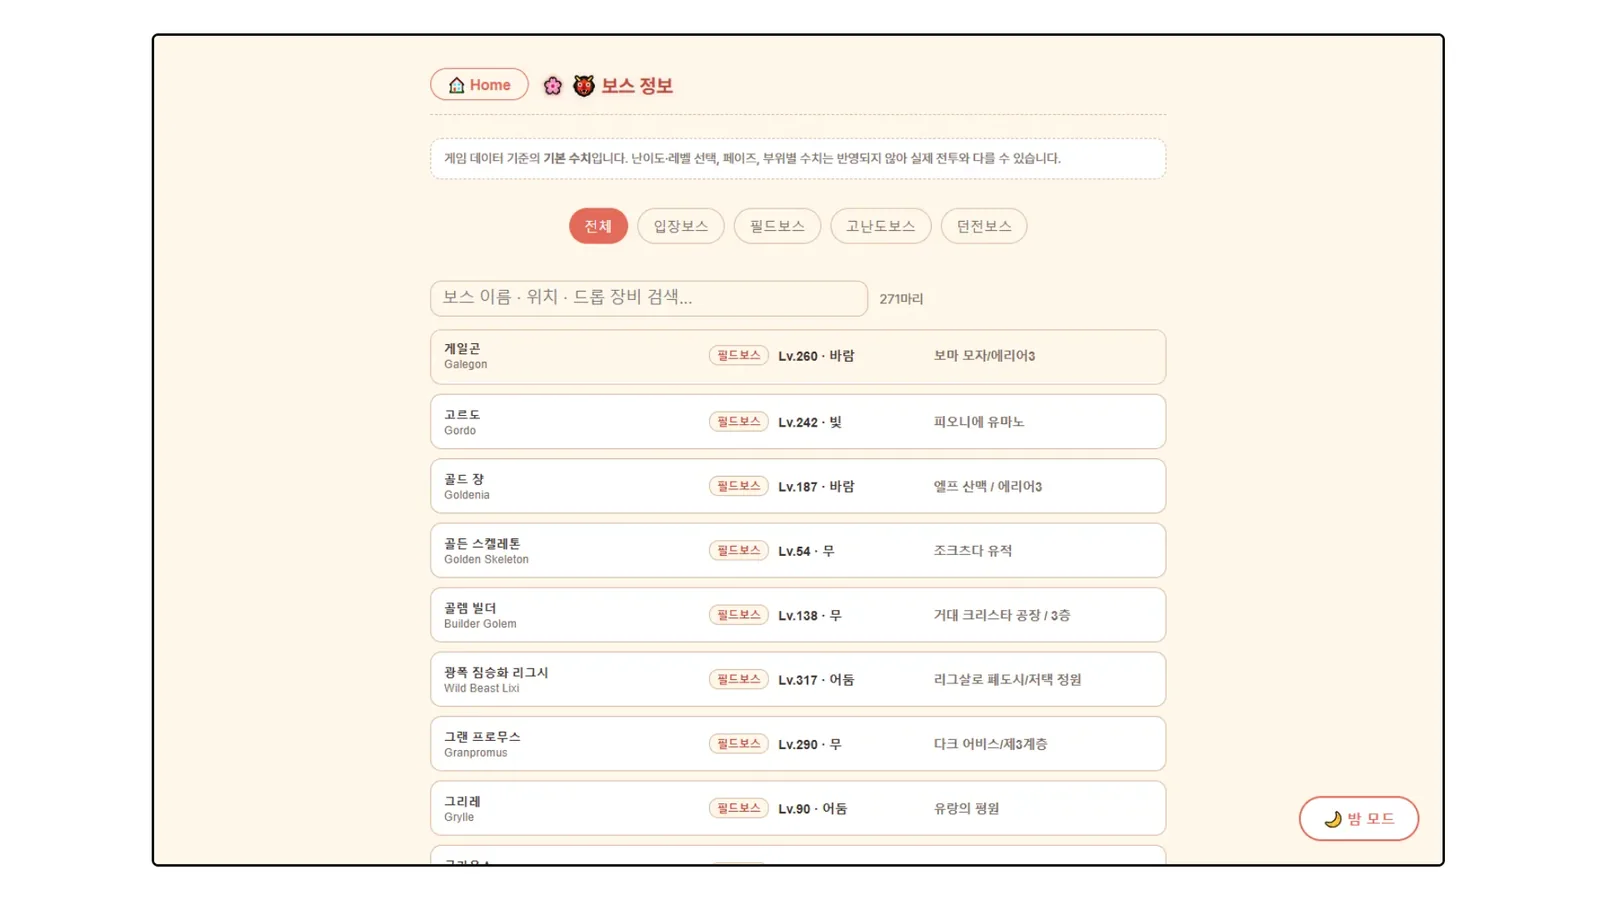 Home 보스 정보
게임 데이터 기준의 기본 수치입니다. 난이도·레벨 선택, 페이즈, 부위별 수치는 반영되지 않아 실제 전투와 다를 수 있습니다.
전체 입장보스 필드보스 고난도보스 던전보스
보스 이름 · 위치 · 드롭 장비 검색... 271마리
게일곤
Galegon
필드보스 Lv.260 · 바람 보마 모자/에리어3
고르도
Gordo
필드보스 Lv.242 · 빛 피오니에 유마노
골드 쟝
Goldenia
필드보스 Lv.187 · 바람 엘프 산맥 / 에리어3
골든 스켈레톤
Golden Skeleton
필드보스 Lv.54 · 무 조크츠다 유적
골렘 빌더
Builder Golem
필드보스 Lv.138 · 무 거대 크리스타 공장 / 3층
광폭 짐승화 리그시
Wild Beast Lixi
필드보스 Lv.317 · 어둠 리그살로 페도시/저택 정원
그랜 프로무스
Granpromus
필드보스 Lv.290 · 무 다크 어비스/제3계층
그리레
Grylle
필드보스 Lv.90 · 어둠 유랑의 평원
밤 모드